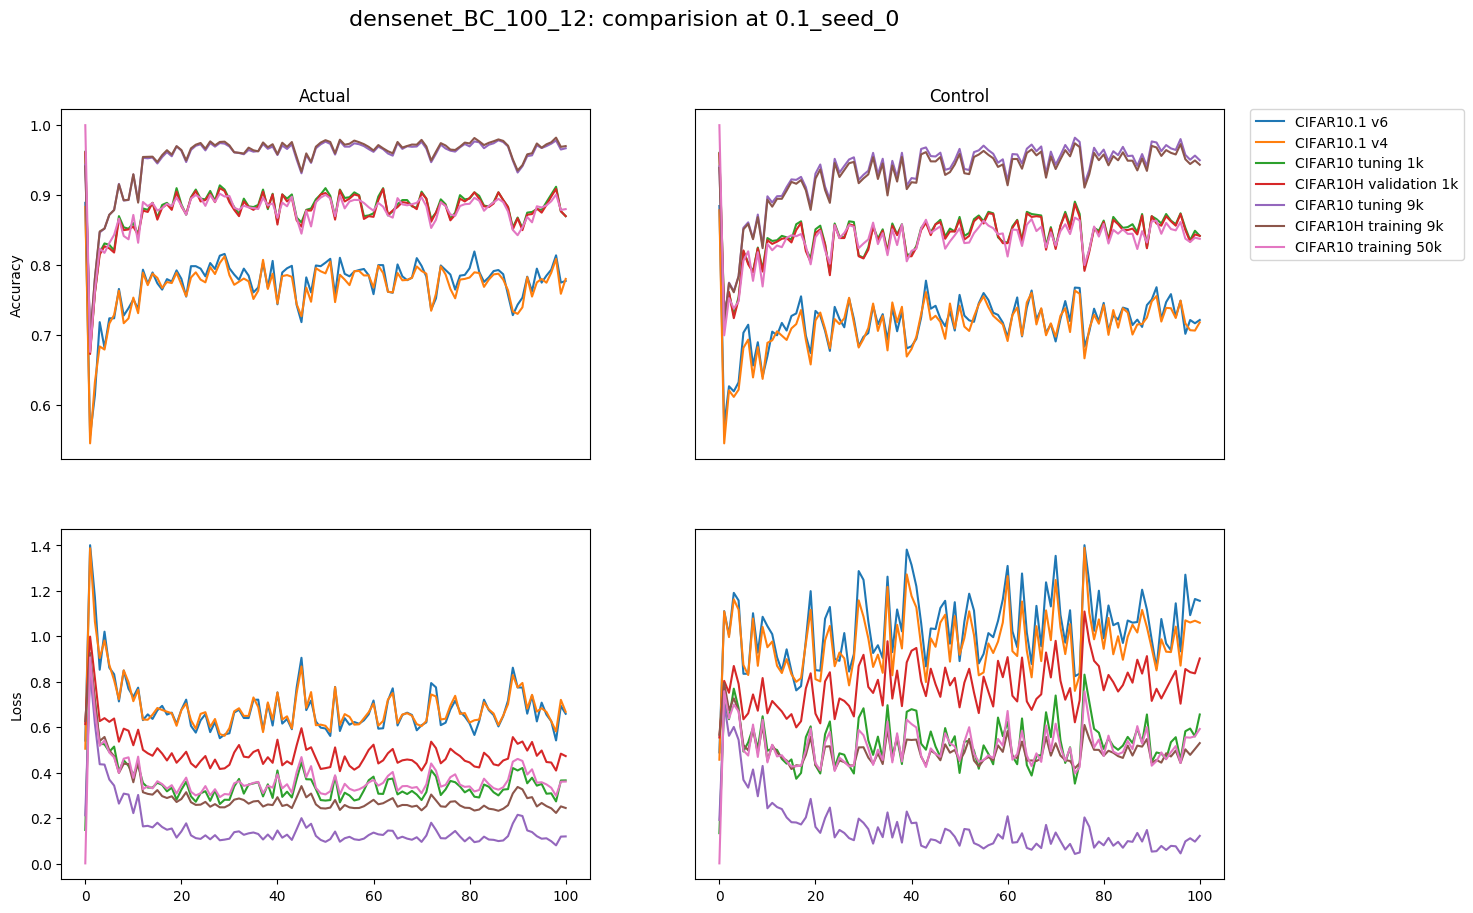 densenet_BC_100_12: comparision at 0.1_seed_0
Actual
Control
CIFAR10.1 v6
CIFAR10.1 v4
CIFAR10 tuning 1k
CIFAR10H validation 1k
CIFAR10 tuning 9k
CIFAR10H training 9k
CIFAR10 training 50k
Accuracy
1.0
0.9
0.8
0.7
0.6
Loss
1.4
1.2
1.0
0.8
0.6
0.4
0.2
0.0
0 20 40 60 80 100
0 20 40 60 80 100